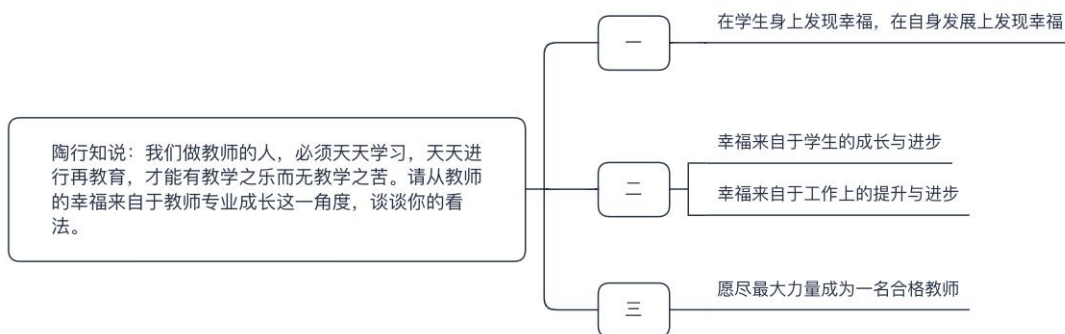 陶行知说：我们做教师的人，必须天天学习，天天进
行再教育，才能有教学之乐而无教学之苦。请从教师
的幸福来自于教师专业成长这一角度，谈谈你的看
法。
一
在学生身上发现幸福，在自身发展上发现幸福
二
幸福来自于学生的成长与进步
幸福来自于工作上的提升与进步
三
愿尽最大力量成为一名合格教师